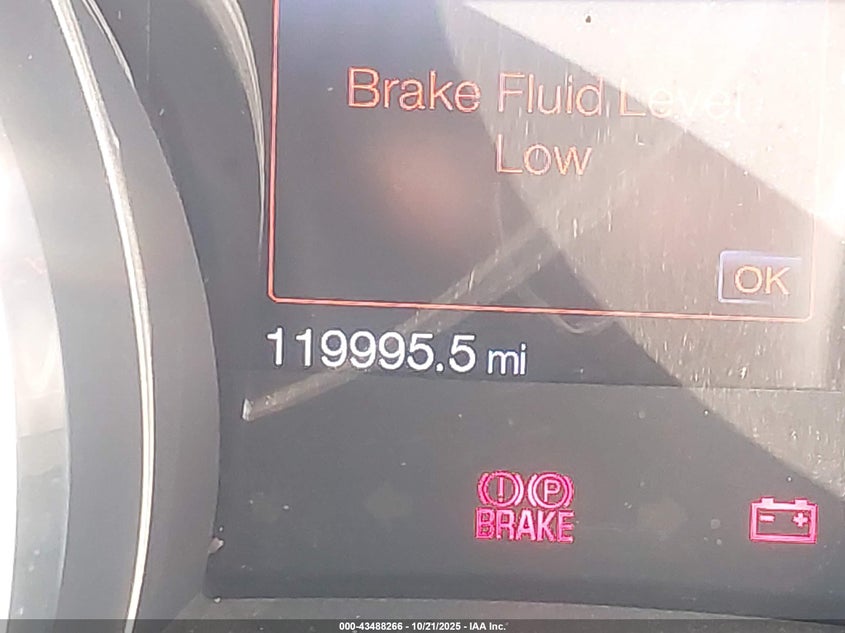 Brake Fluid Level
Low
OK
119995.5 mi
(!) (P)
BRAKE
000-43488266 - 10/21/2025 - IAA Inc.